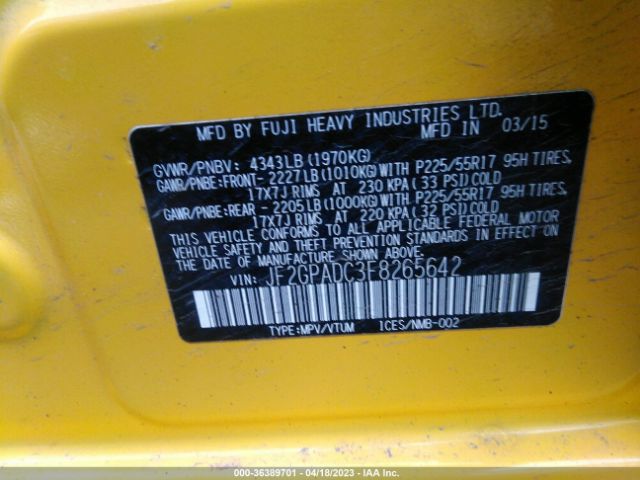 MFD BY FUJI HEAVY INDUSTRIES LTD.
MFD IN 03/15
GVWR/PNBV: 4343LB(1970KG)
GAWR/PNBE:FRONT-2227LB(1010KG)WITH P225/55R17 95H TIRES,
17X7J RIMS AT 230 KPA(33 PSI)COLD
GAWR/PNBE:REAR -2205LB(1000KG)WITH P225/55R17 95H TIRES,
17X7J RIMS AT 220 KPA(32 PSI)COLD
THIS VEHICLE CONFORMS TO ALL APPLICABLE FEDERAL MOTOR
VEHICLE SAFETY AND THEFT PREVENTION STANDARDS IN EFFECT
ON THE DATE OF MANUFACTURE SHOWN ABOVE.
VIN: JF2GPADC3F8265642
TYPE:MPV/VTUM ICES/NMB-002
000 - 36389701 - 04/18/2023 - IAA Inc.